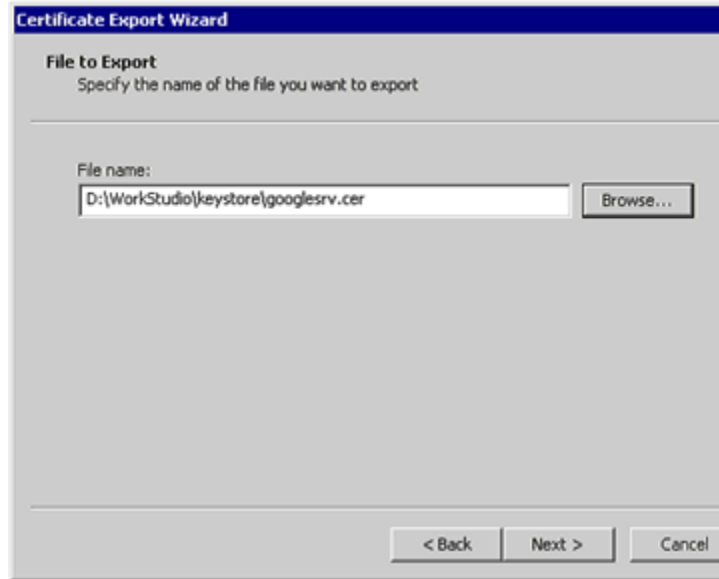 Certificate Export Wizard
File to Export
Specify the name of the file you want to export
File name:
D:\WorkStudio\keystore\googlesrv.cer
Browse...
< Back
Next >
Cancel